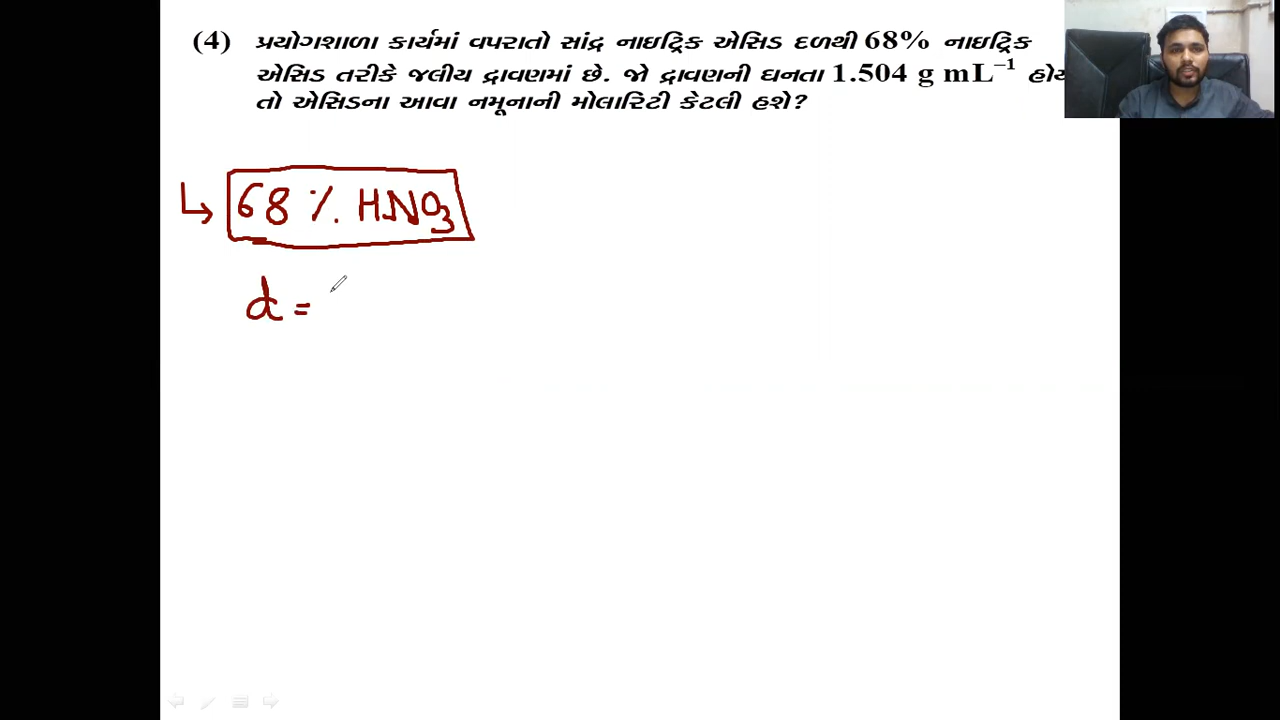 (4) પ્રયોગશાળા કાર્યમાં વપરાતો સાંદ્ર નાઇટ્રિક એસિડ દળથી 68% નાઇટ્રિક
એસિડ તરીકે જલીય દ્રાવણમાં છે. જો દ્રાવણની ઘનતા 1.504 g mL⁻¹
તો એસિડના આવા નમૂનાની મોલારિટી કેટલી હશે?
↳ 68 % HNO₃
d =